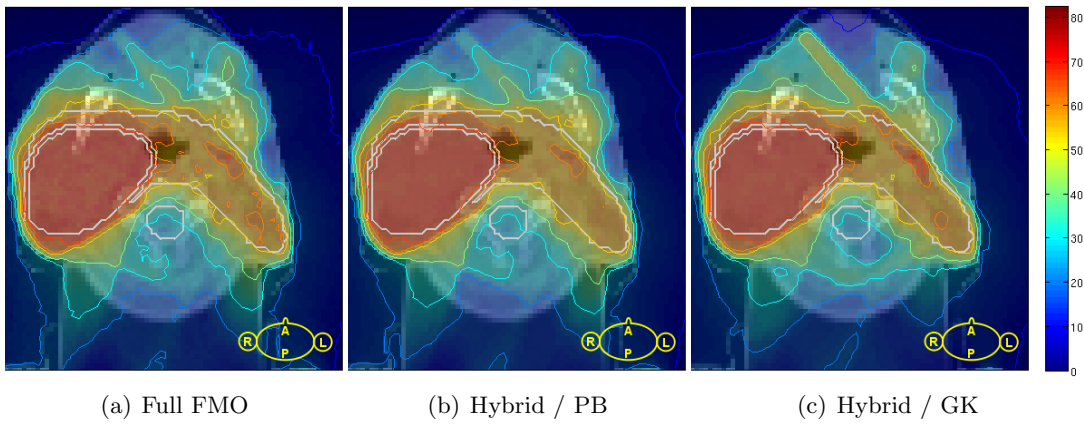 A
R L
P
A
R L
P
A
R L
P
80
70
60
50
40
30
20
10
0
(a) Full FMO
(b) Hybrid / PB
(c) Hybrid / GK